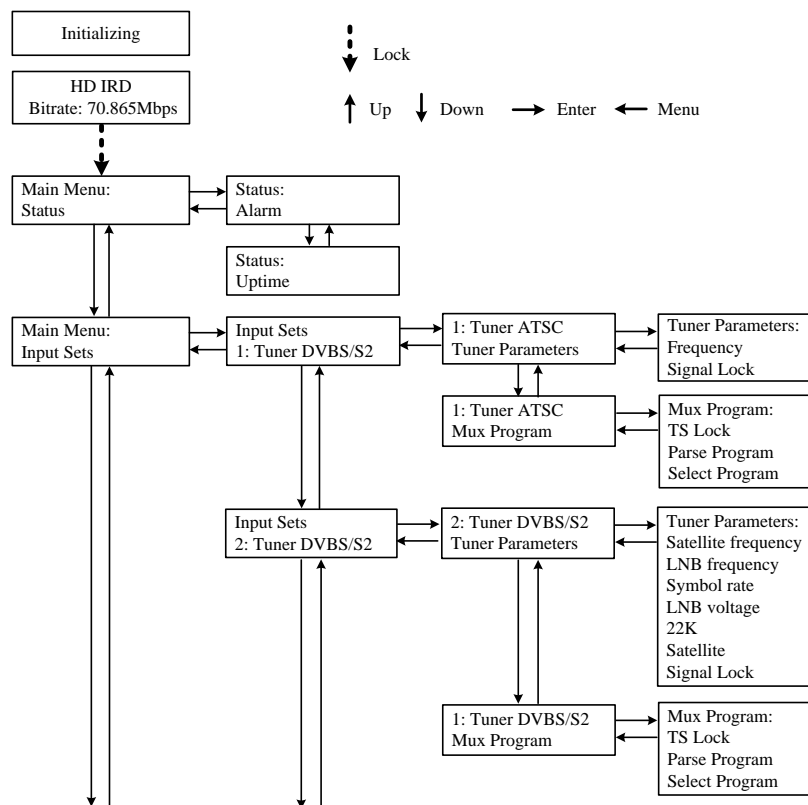 Initializing
Lock
HD IRD
Bitrate: 70.865Mbps
Up
Down
Enter
Menu
Main Menu:
Status
Status:
Alarm
Status:
Uptime
Main Menu:
Input Sets
Input Sets
1: Tuner DVBS/S2
1: Tuner ATSC
Tuner Parameters
Tuner Parameters:
Frequency
Signal Lock
1: Tuner ATSC
Mux Program
Mux Program:
TS Lock
Parse Program
Select Program
Input Sets
2: Tuner DVBS/S2
2: Tuner DVBS/S2
Tuner Parameters
Tuner Parameters:
Satellite frequency
LNB frequency
Symbol rate
LNB voltage
22K
Satellite
Signal Lock
1: Tuner DVBS/S2
Mux Program
Mux Program:
TS Lock
Parse Program
Select Program